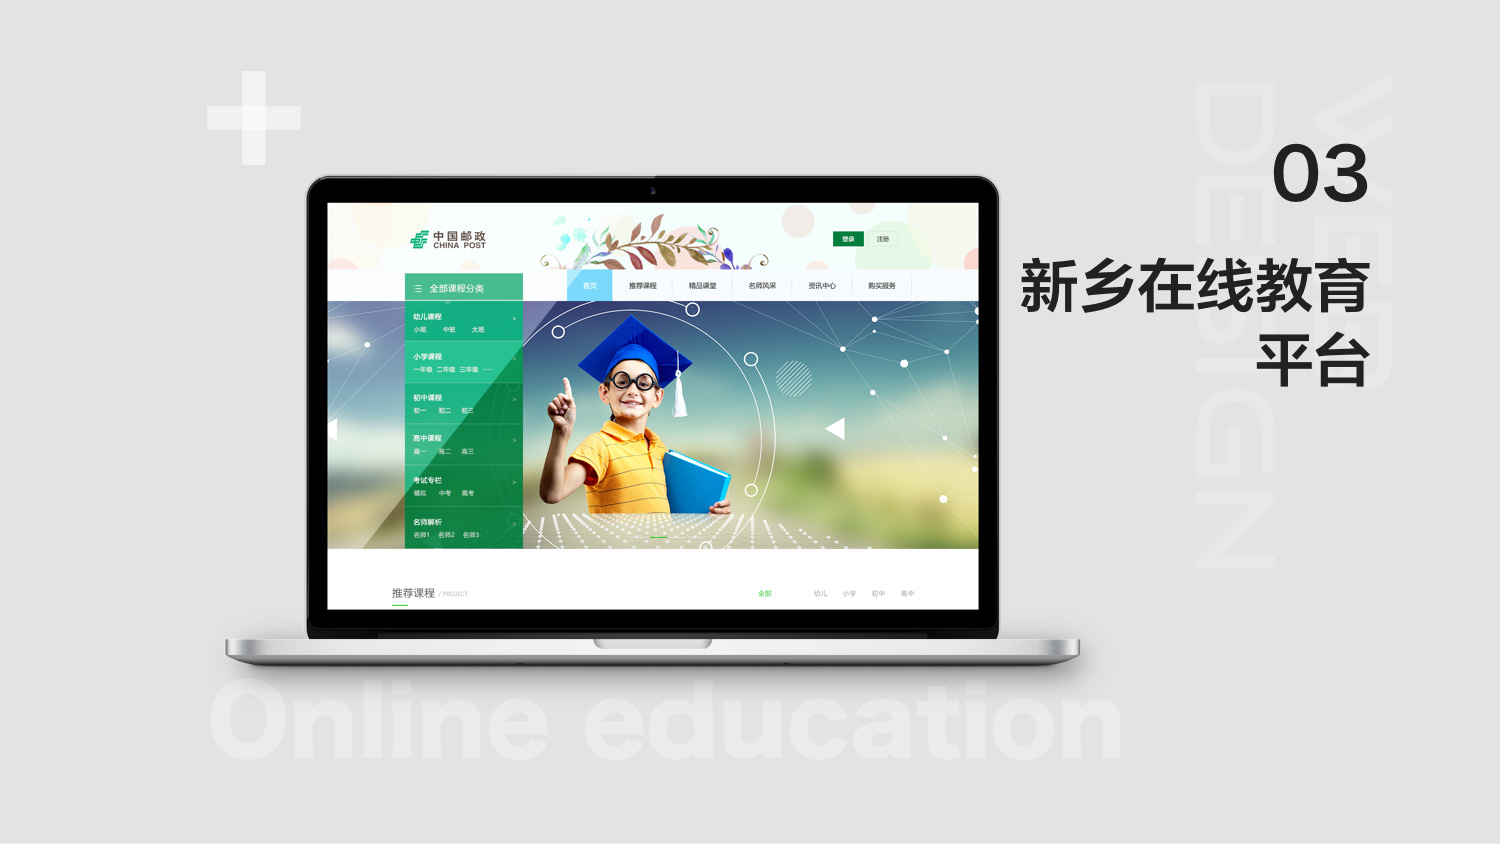 03
新乡在线教育
平台
WEB
DESIGN
中国邮政
CHINA POST
登录 注册
全部课程分类
首页 推荐课程 精品课堂 名师风采 资讯中心 购买服务
幼儿课程 >
小班 中班 大班
小学课程 >
一年级 二年级 三年级 ······
初中课程 >
初一 初二 初三
高中课程 >
高一 高二 高三
考试专栏 >
模拟 中考 高考
名师解析 >
名师1 名师2 名师3
推荐课程 / PROJECT
全部 幼儿 小学 初中 高中
Online education